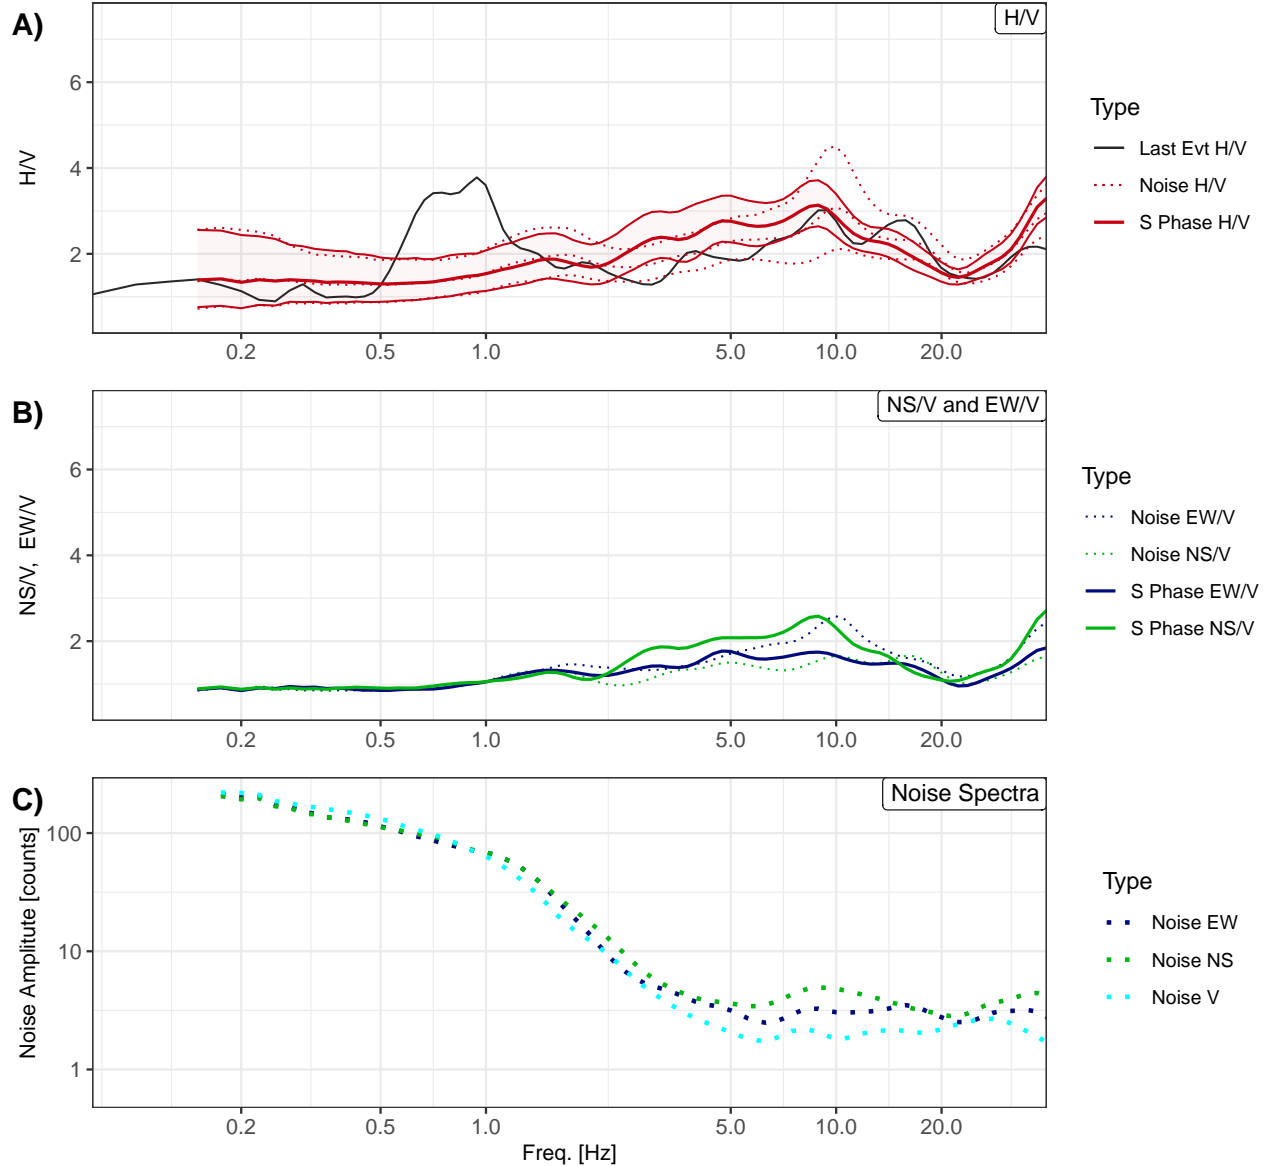 A)
H/V
6
4
2
H/V
0.2 0.5 1.0 5.0 10.0 20.0
Type
Last Evt H/V
Noise H/V
S Phase H/V
B)
NS/V and EW/V
6
4
2
NS/V,  EW/V
0.2 0.5 1.0 5.0 10.0 20.0
Type
Noise EW/V
Noise NS/V
S Phase EW/V
S Phase NS/V
C)
Noise Spectra
100
10
1
Noise Amplitute [counts]
0.2 0.5 1.0 5.0 10.0 20.0
Freq. [Hz]
Type
Noise EW
Noise NS
Noise V